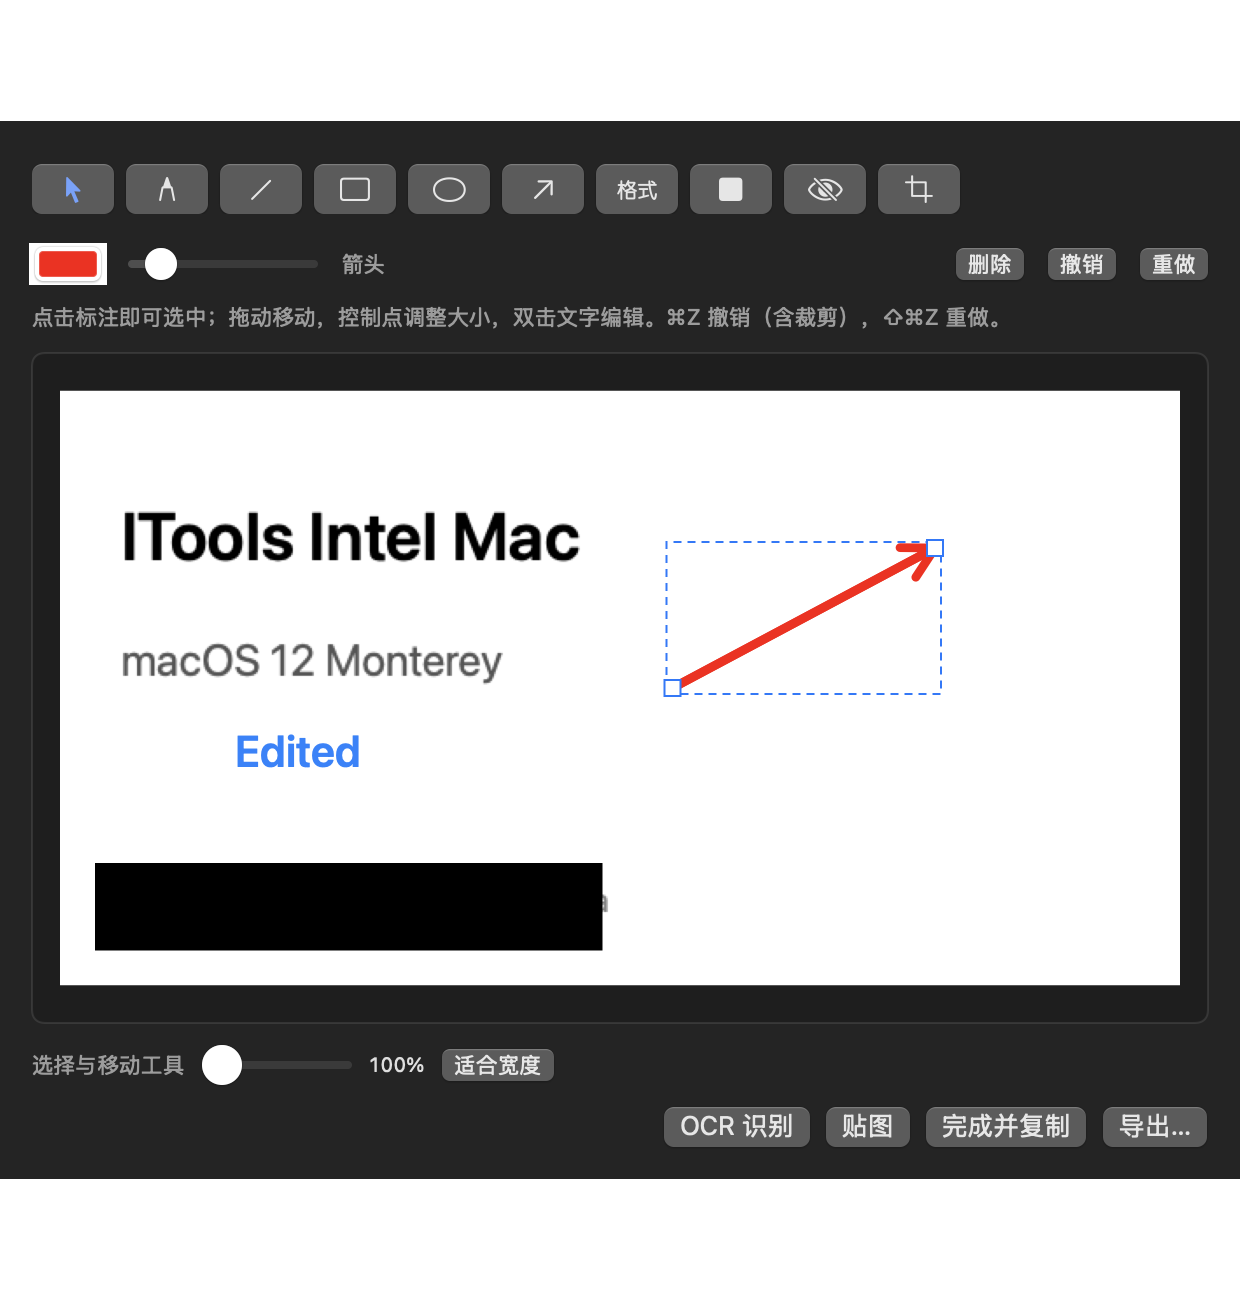 格式
箭头
删除 撤销 重做
点击标注即可选中；拖动移动，控制点调整大小，双击文字编辑。⌘Z 撤销（含裁剪），⇧⌘Z 重做。
ITools Intel Mac
macOS 12 Monterey
Edited
选择与移动工具 100% 适合宽度
OCR 识别 贴图 完成并复制 导出...